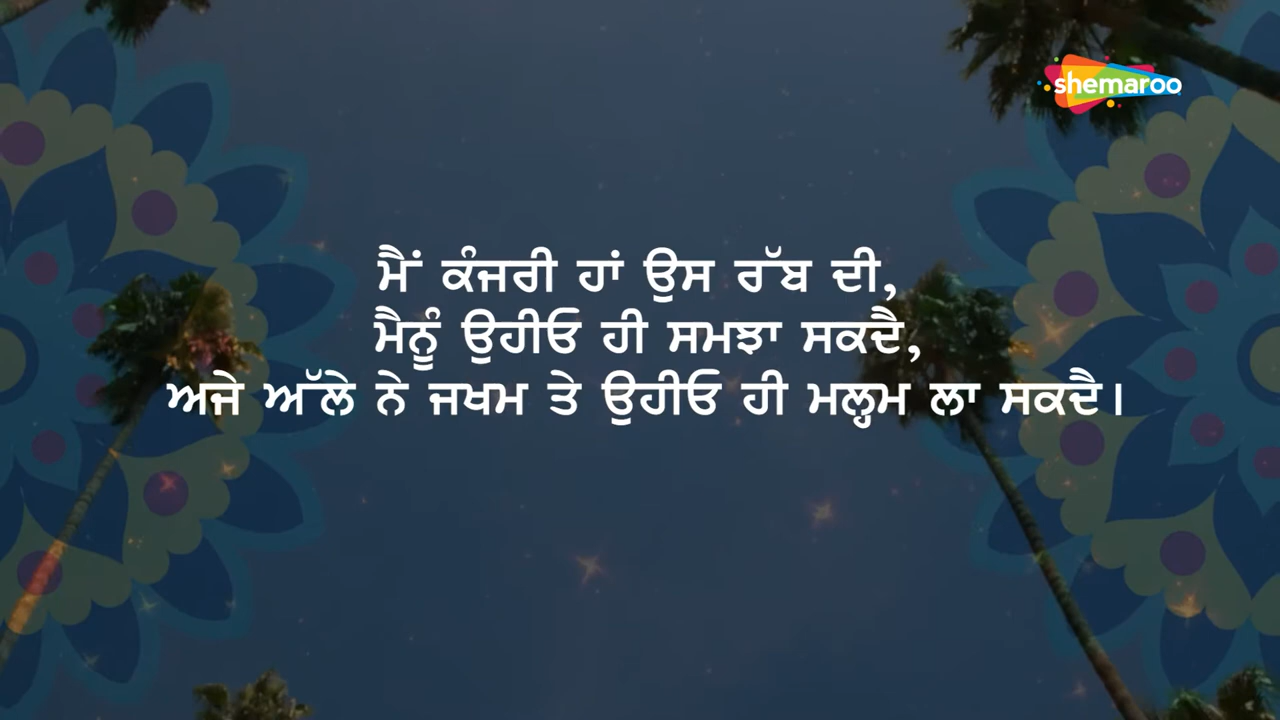 shemaroo
ਮੈਂ ਕੰਜਰੀ ਹਾਂ ਉਸ ਰੱਬ ਦੀ,
ਮੈਨੂੰ ਉਹੀਓ ਹੀ ਸਮਝਾ ਸਕਦੈ,
ਅਜੇ ਅੱਲੇ ਨੇ ਜਖਮ ਤੇ ਉਹੀਓ ਹੀ ਮਲ੍ਹਮ ਲਾ ਸਕਦੈ।